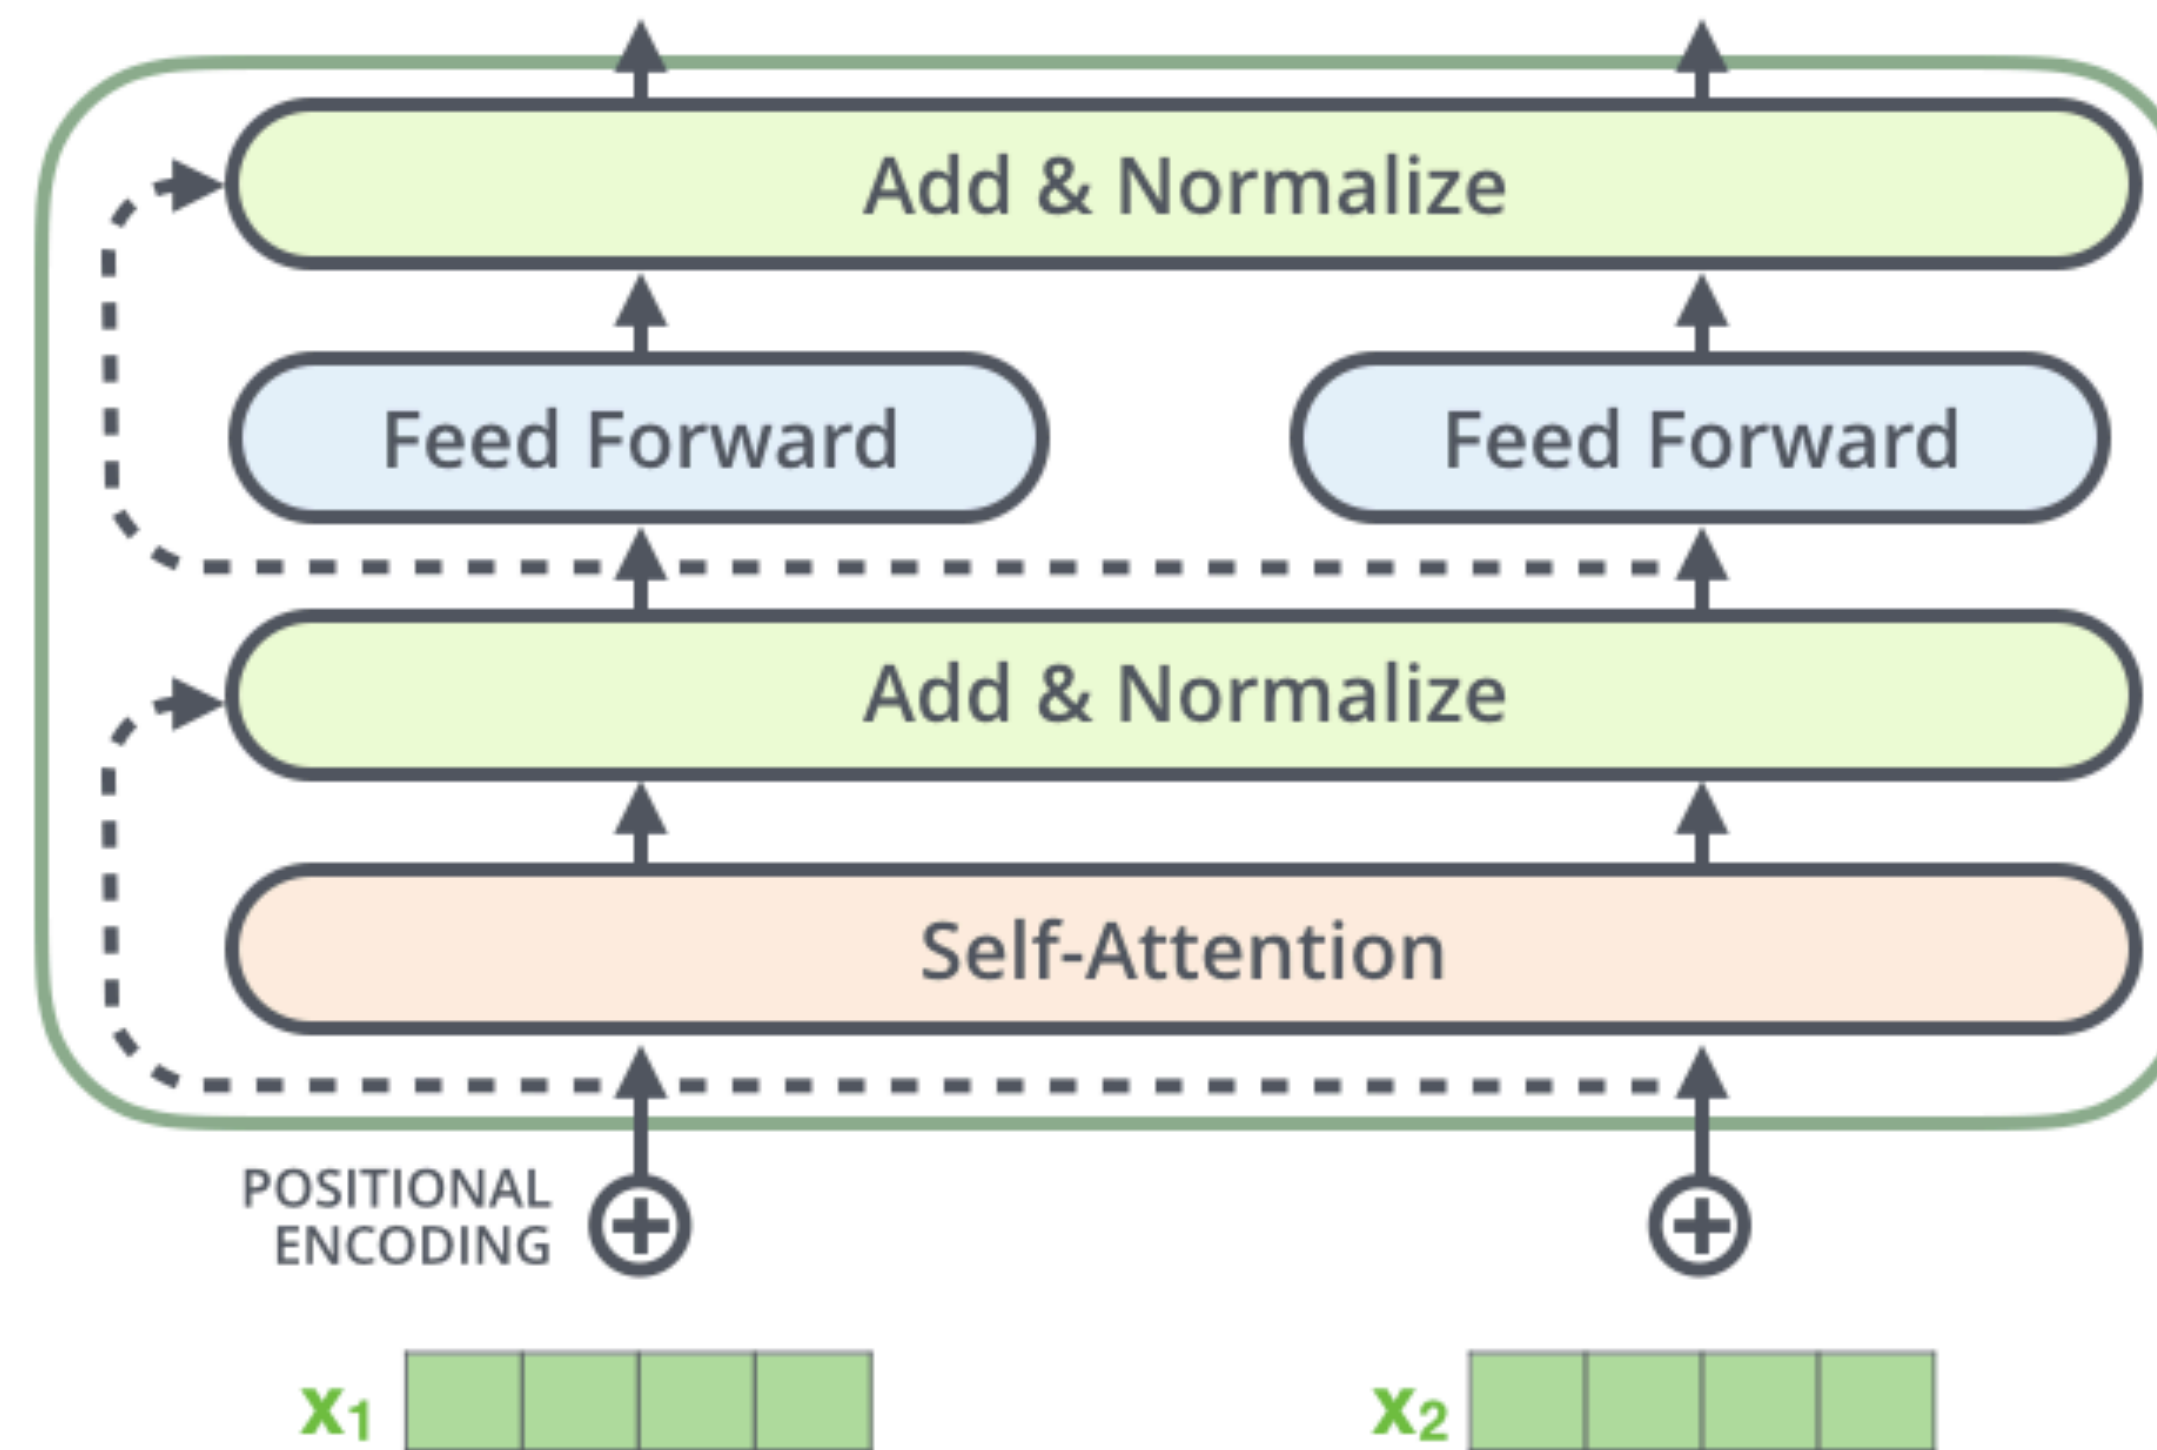 Add & Normalize
Feed Forward
Feed Forward
Add & Normalize
Self-Attention
POSITIONAL
ENCODING
x1
x2